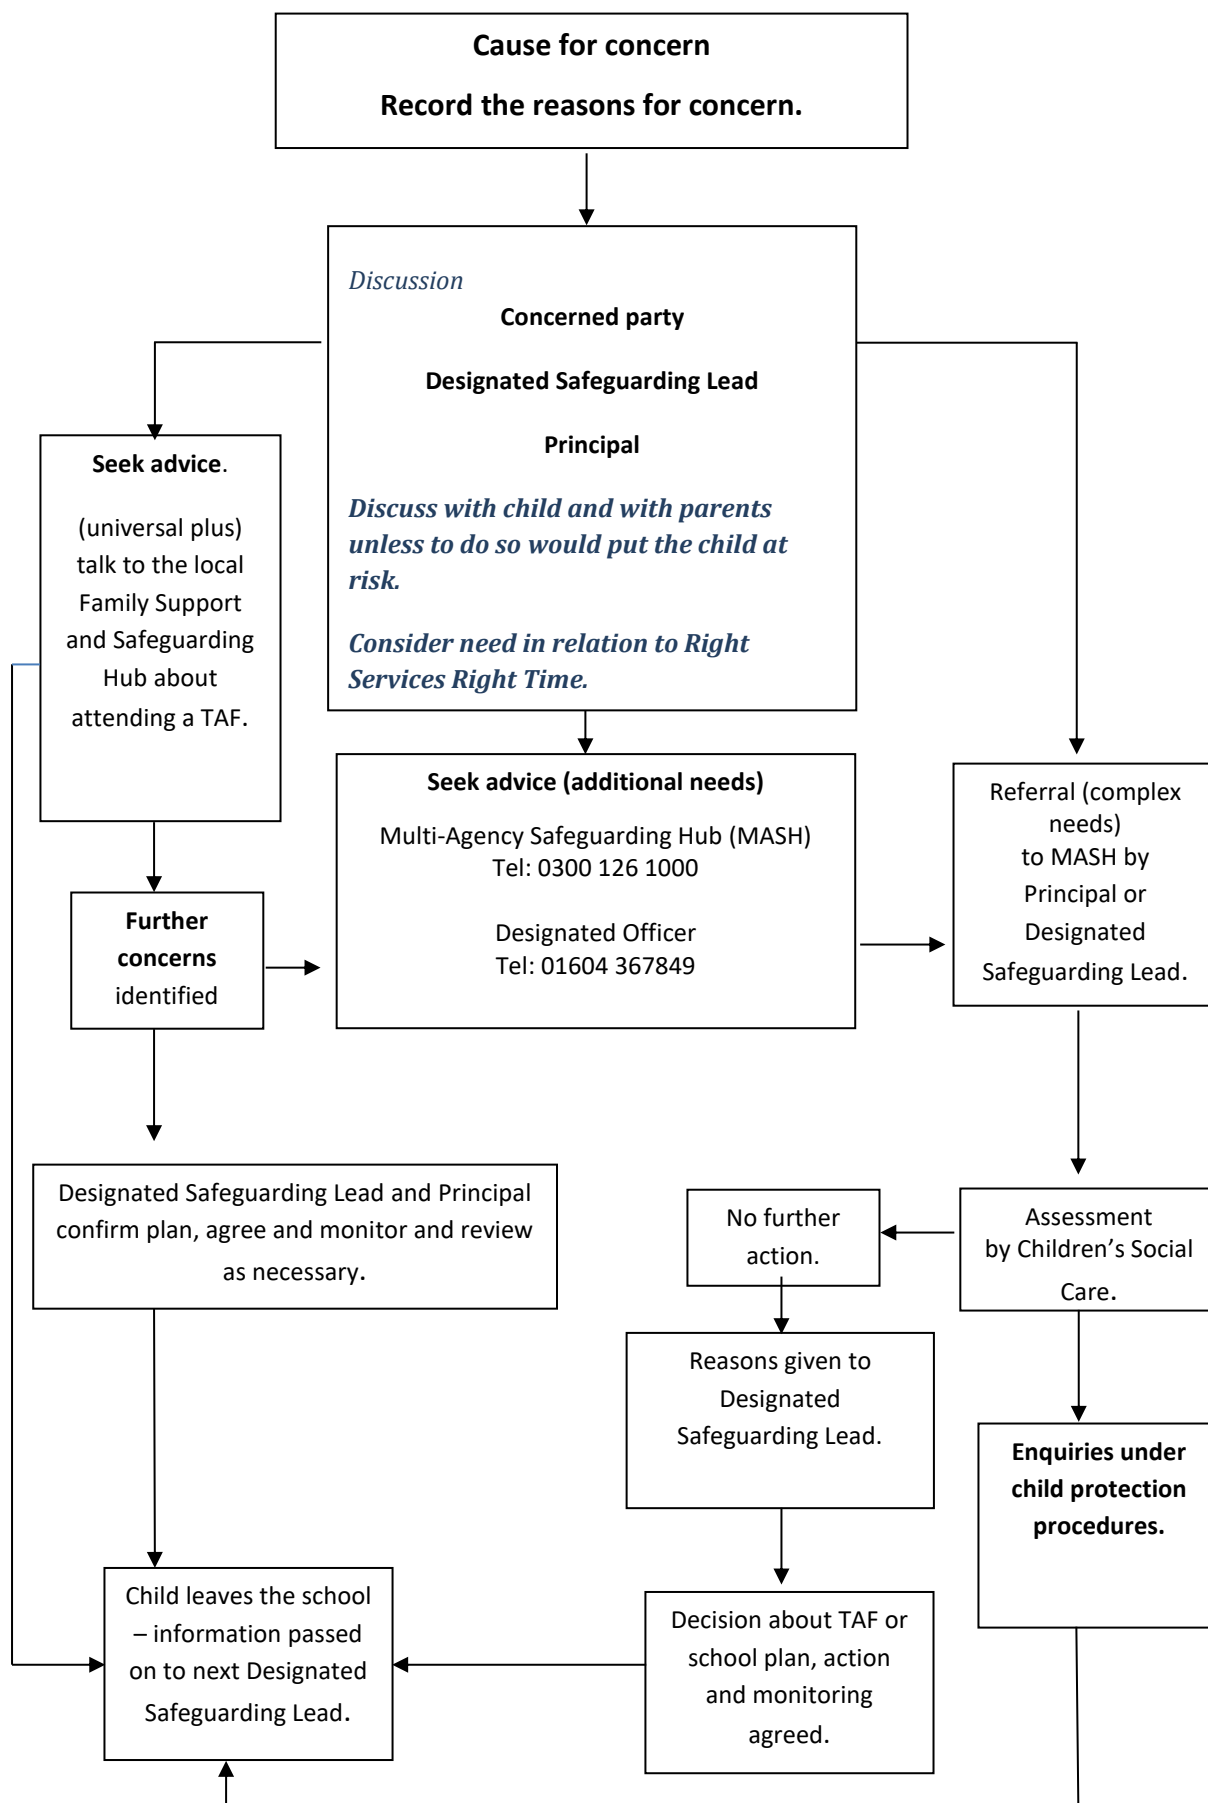 Cause for concern
Record the reasons for concern.
Discussion
Concerned party
Designated Safeguarding Lead
Principal
Discuss with child and with parents
unless to do so would put the child at
risk.
Consider need in relation to Right
Services Right Time.
Seek advice.
(universal plus)
talk to the local
Family Support
and Safeguarding
Hub about
attending a TAF.
Seek advice (additional needs)
Multi-Agency Safeguarding Hub (MASH)
Tel: 0300 126 1000
Designated Officer
Tel: 01604 367849
Referral (complex
needs)
to MASH by
Principal or
Designated
Safeguarding Lead.
Further
concerns
identified
Designated Safeguarding Lead and Principal
confirm plan, agree and monitor and review
as necessary.
No further
action.
Assessment
by Children’s Social
Care.
Reasons given to
Designated
Safeguarding Lead.
Enquiries under
child protection
procedures.
Child leaves the school
– information passed
on to next Designated
Safeguarding Lead.
Decision about TAF or
school plan, action
and monitoring
agreed.